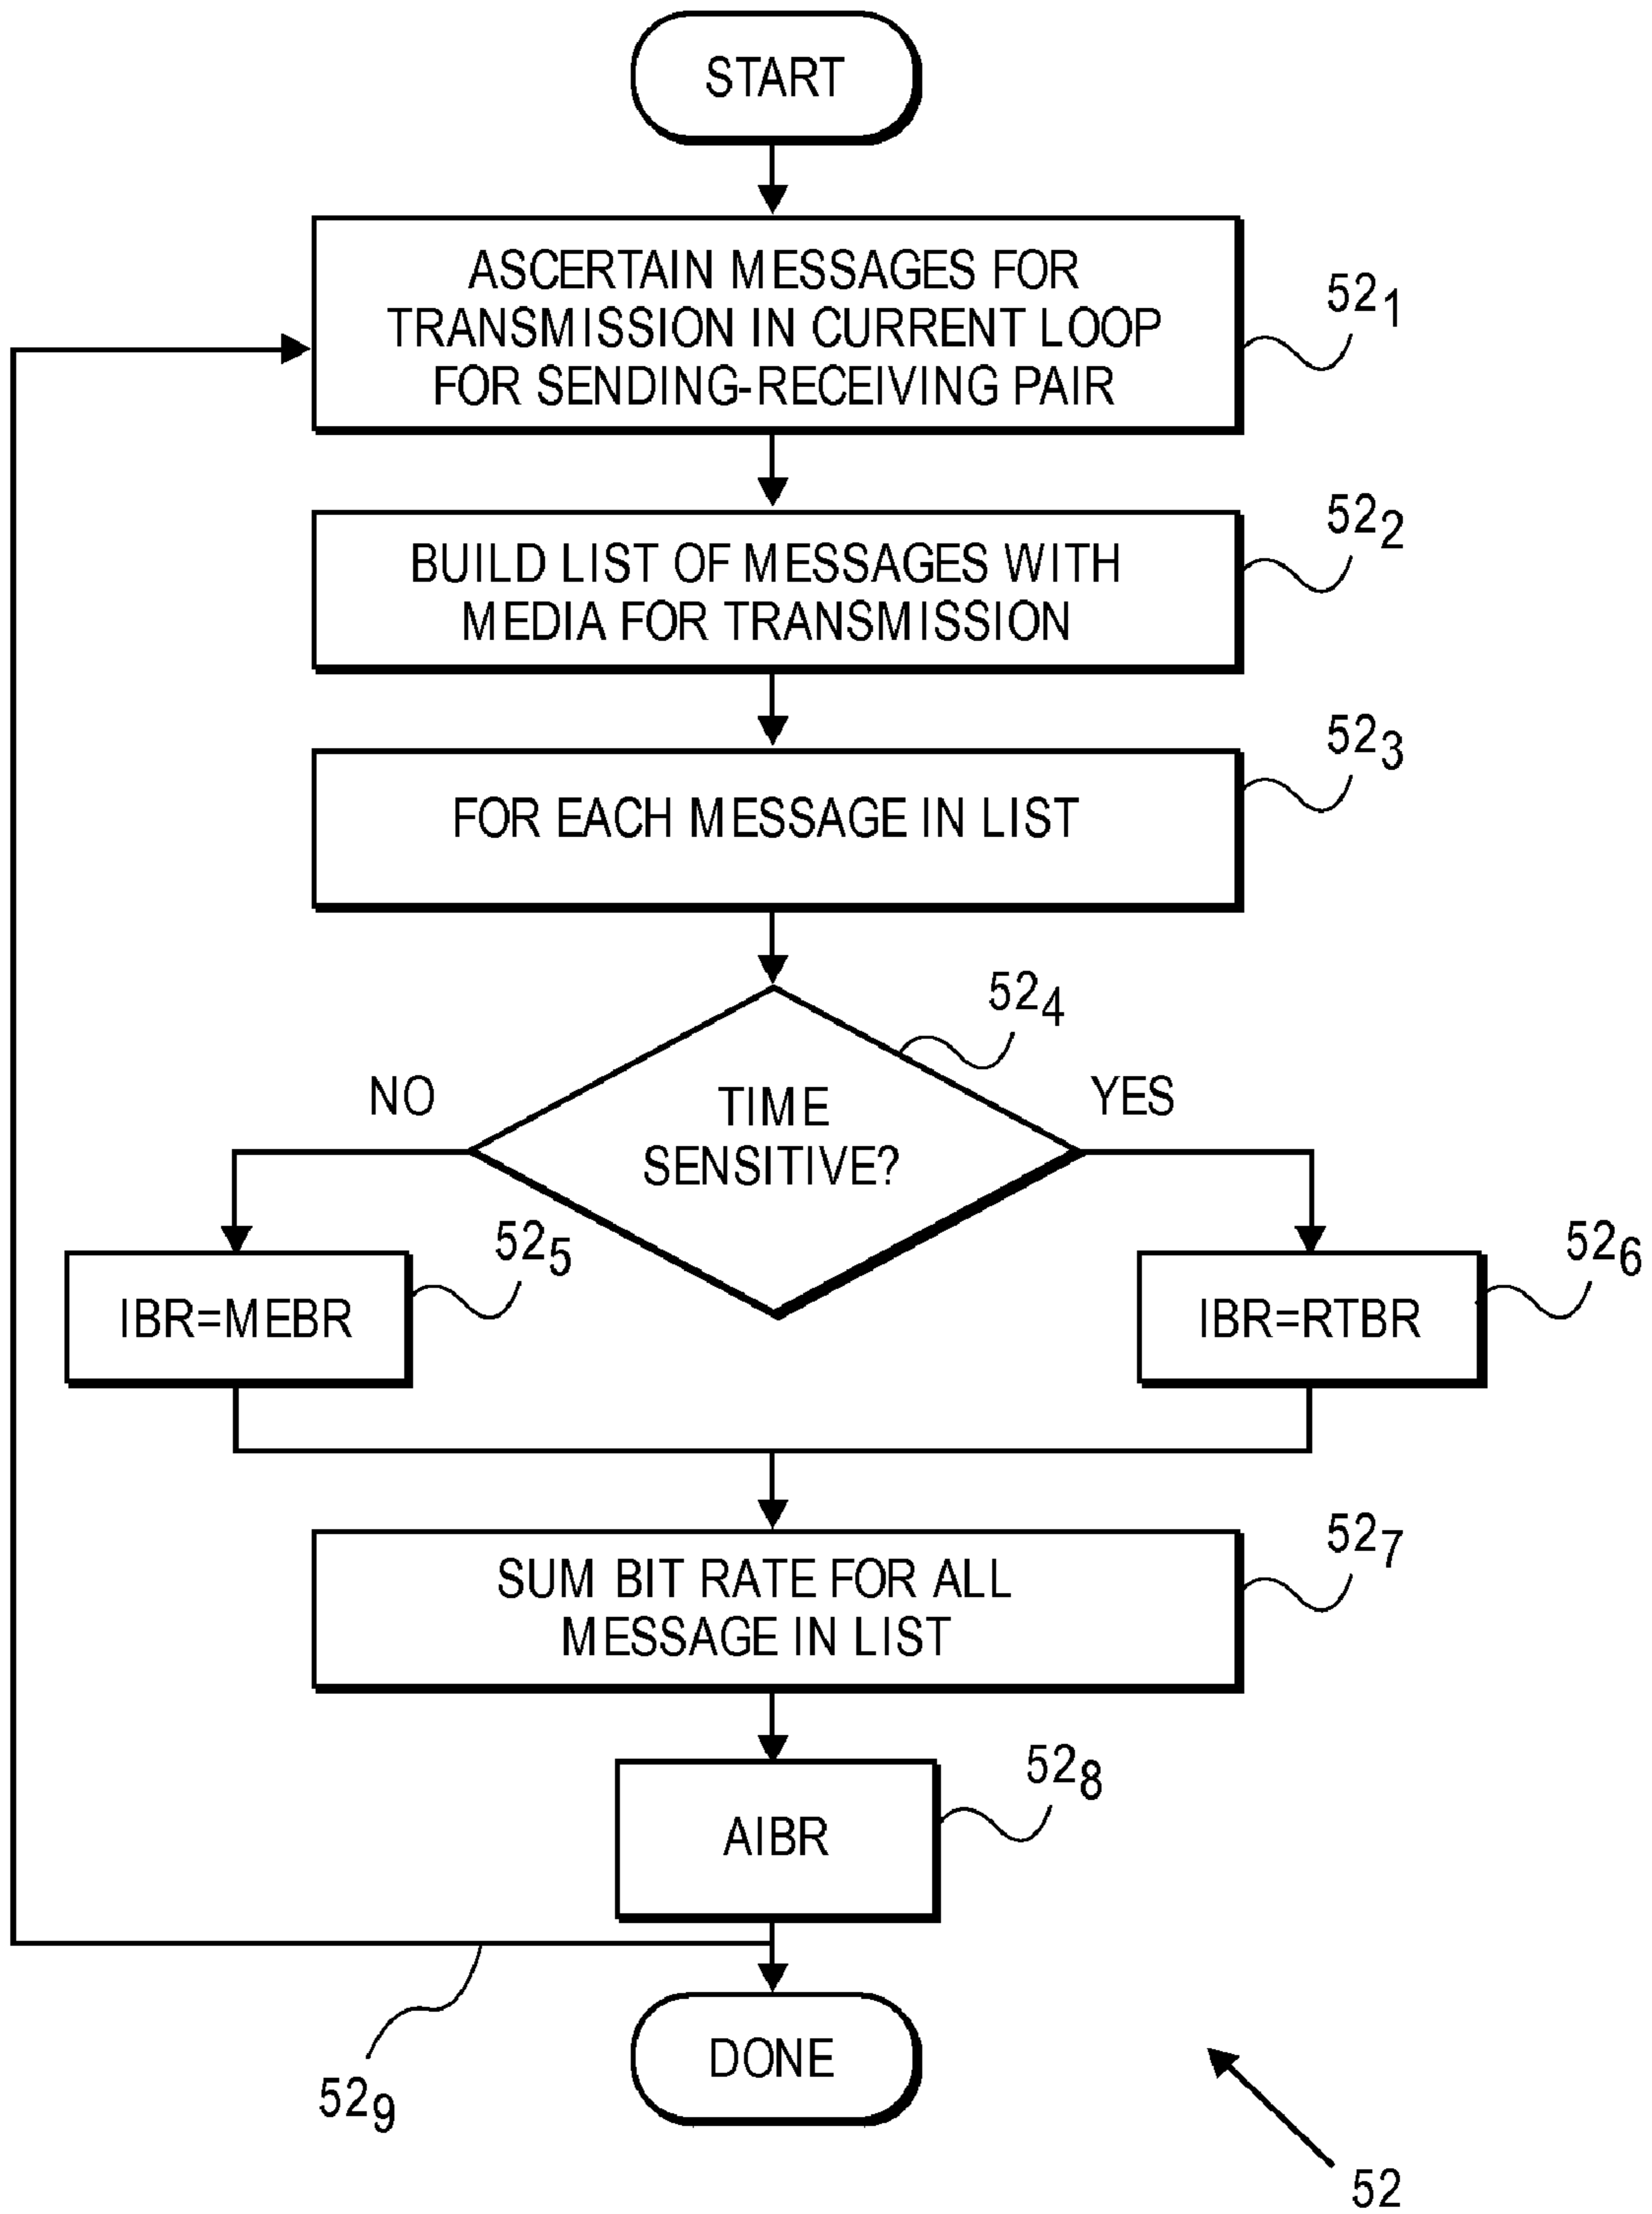 START
ASCERTAIN MESSAGES FOR
TRANSMISSION IN CURRENT LOOP
FOR SENDING-RECEIVING PAIR
52₁
BUILD LIST OF MESSAGES WITH
MEDIA FOR TRANSMISSION
52₂
FOR EACH MESSAGE IN LIST
52₃
TIME
SENSITIVE?
52₄
NO
YES
IBR=MEBR
52₅
IBR=RTBR
52₆
SUM BIT RATE FOR ALL
MESSAGE IN LIST
52₇
AIBR
52₈
DONE
52₉
52